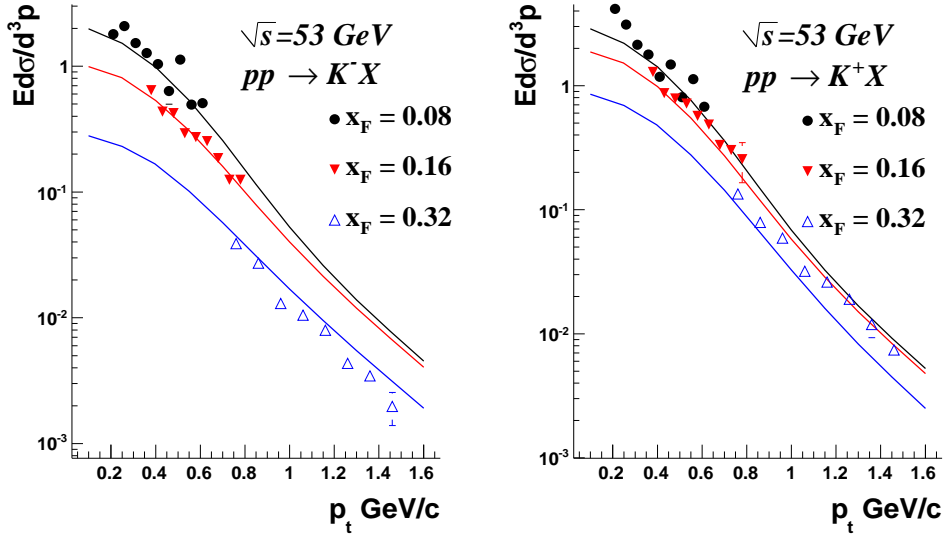 √s=53 GeV
pp → K⁻X
x_F = 0.08
x_F = 0.16
x_F = 0.32
Edσ/d³p
1
10⁻¹
10⁻²
10⁻³
0.2 0.4 0.6 0.8 1 1.2 1.4 1.6
p_t GeV/c
√s=53 GeV
pp → K⁺X
x_F = 0.08
x_F = 0.16
x_F = 0.32
Edσ/d³p
1
10⁻¹
10⁻²
10⁻³
0.2 0.4 0.6 0.8 1 1.2 1.4 1.6
p_t GeV/c